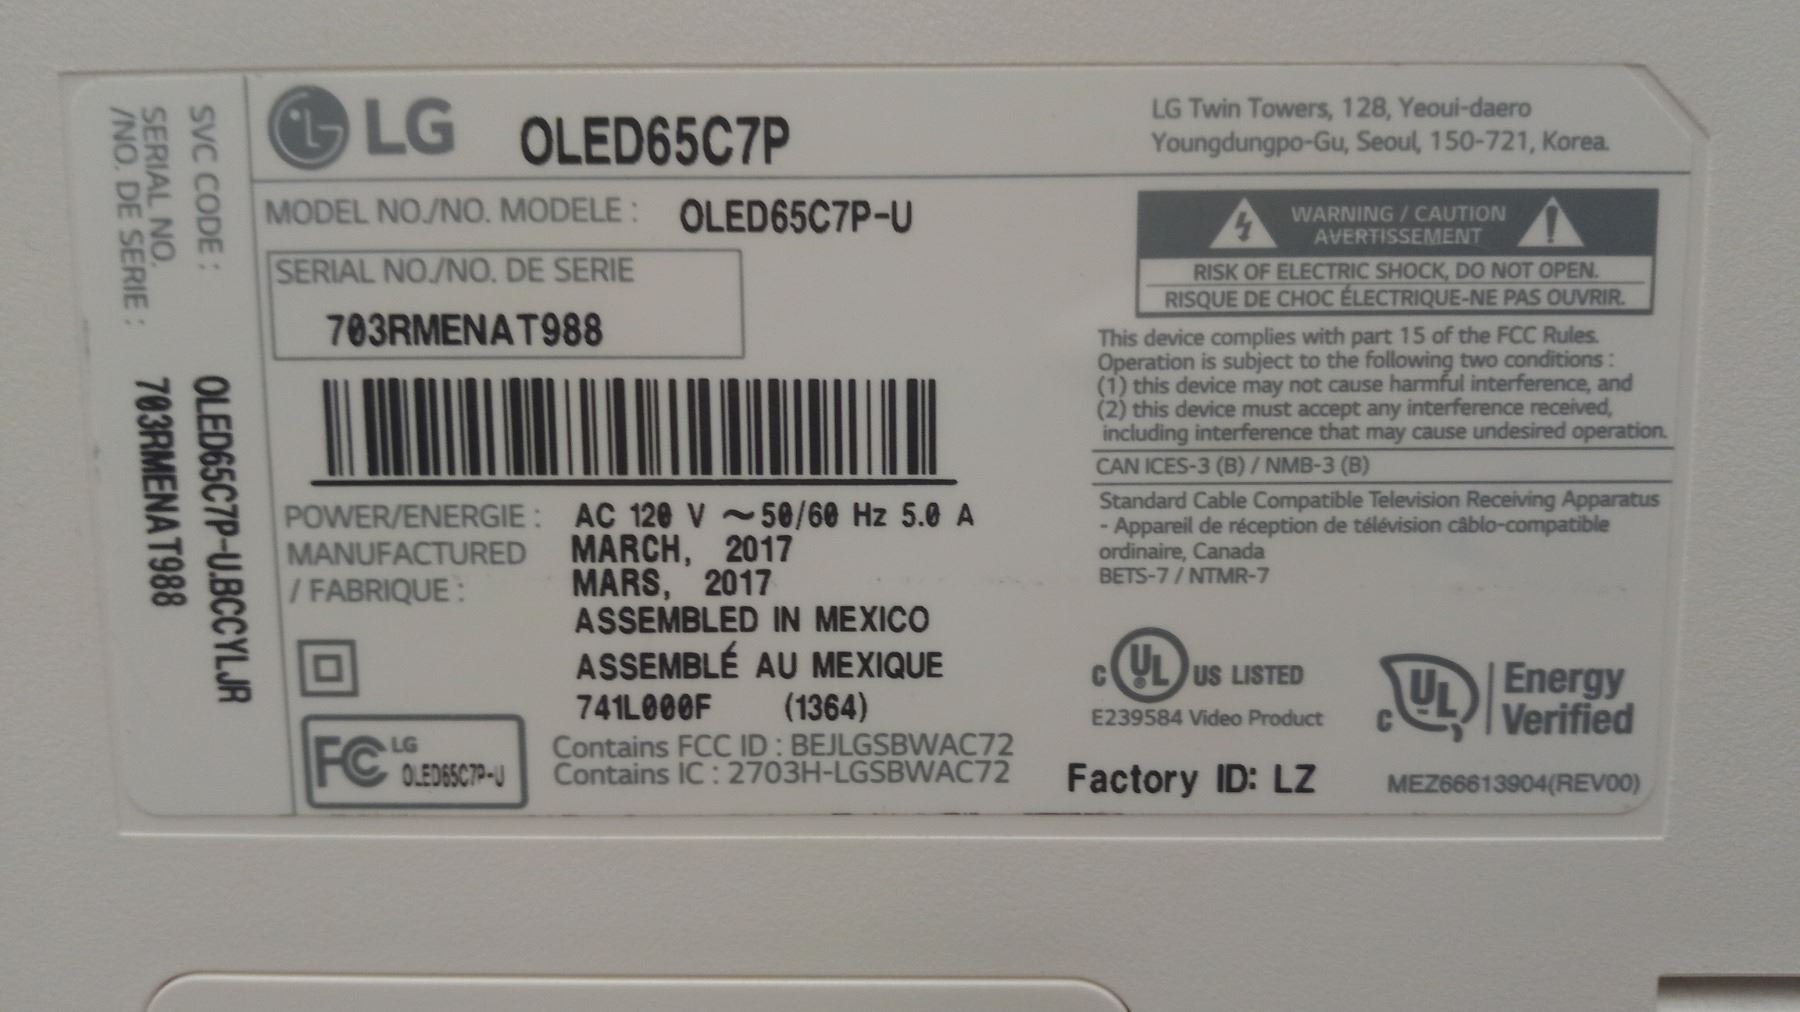 SVC CODE : OLED65C7P-U.BCCYLJR
SERIAL NO.
/NO. DE SERIE : 703RMENAT988
LG OLED65C7P
LG Twin Towers, 128, Yeoui-daero
Youngdungpo-Gu, Seoul, 150-721, Korea.
MODEL NO./NO. MODELE : OLED65C7P-U
SERIAL NO./NO. DE SERIE
703RMENAT988
POWER/ENERGIE : AC 120 V ~50/60 Hz 5.0 A
MANUFACTURED MARCH, 2017
/ FABRIQUE : MARS, 2017
ASSEMBLED IN MEXICO
ASSEMBLÉ AU MEXIQUE
741L000F (1364)
FC LG
OLED65C7P-U
Contains FCC ID : BEJLGSBWAC72
Contains IC : 2703H-LGSBWAC72
WARNING / CAUTION
AVERTISSEMENT
RISK OF ELECTRIC SHOCK, DO NOT OPEN.
RISQUE DE CHOC ÉLECTRIQUE-NE PAS OUVRIR.
This device complies with part 15 of the FCC Rules.
Operation is subject to the following two conditions :
(1) this device may not cause harmful interference, and
(2) this device must accept any interference received,
including interference that may cause undesired operation.
CAN ICES-3 (B) / NMB-3 (B)
Standard Cable Compatible Television Receiving Apparatus
- Appareil de réception de télévision câblo-compatible
ordinaire, Canada
BETS-7 / NTMR-7
C UL® US LISTED
E239584 Video Product
C UL Energy
Verified
Factory ID: LZ
MEZ66613904(REV00)